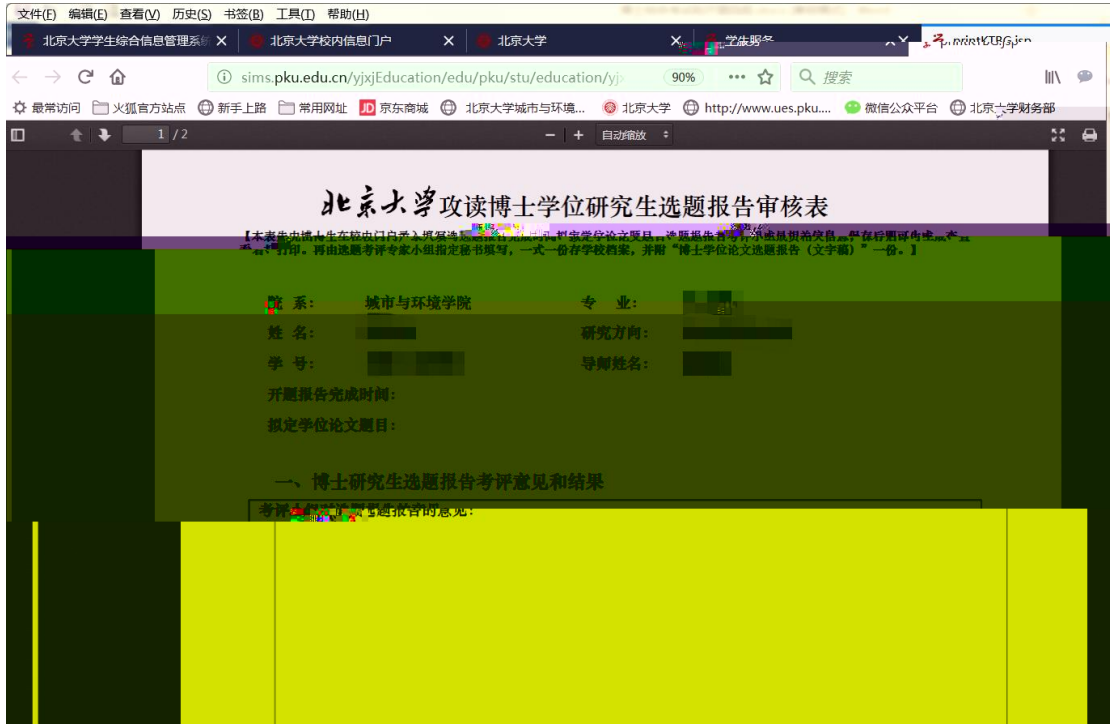 文件(F) 编辑(E) 查看(V) 历史(S) 书签(B) 工具(T) 帮助(H)
北京大学学生综合信息管理系统 北京大学校内信息门户 北京大学 学生服务
sims.pku.edu.cn/yjxjEducation/edu/pku/stu/education/yj 90% 搜索
最常访问 火狐官方站点 新手上路 常用网址 JD 京东商城 北京大学城市与环境... 北京大学 http://www.ues.pku.... 微信公众平台 北京大学财务部
1 / 2 自动缩放
北京大学攻读博士学位研究生选题报告审核表
看、打印。再由选题考评专家小组指定秘书填写，一式一份存学校档案，并附“博士学位论文选题报告（文字稿）”一份。】
院 系： 城市与环境学院 专 业：
姓 名： 研究方向：
学 号： 导师姓名：
开题报告完成时间：
拟定学位论文题目：
一、博士研究生选题报告考评意见和结果
选题报告的意见：